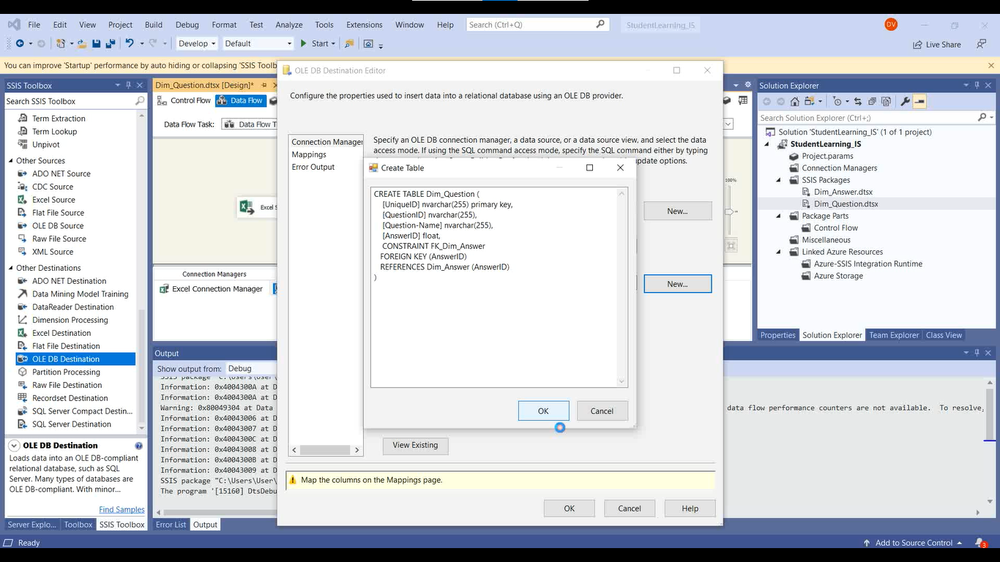 File Edit View Project Build Debug Format Test Analyze Tools Extensions Window Help Search (Ctrl+Q) StudentLearning_IS DV
Develop Default Start Live Share
You can improve 'Startup' performance by auto hiding or collapsing 'SSIS Toolb
SSIS Toolbox
Search SSIS Toolbox
Term Extraction
Term Lookup
Unpivot
Other Sources
ADO NET Source
CDC Source
Excel Source
Flat File Source
OLE DB Source
Raw File Source
XML Source
Other Destinations
ADO NET Destination
Data Mining Model Training
DataReader Destination
Dimension Processing
Excel Destination
Flat File Destination
OLE DB Destination
Partition Processing
Raw File Destination
Recordset Destination
SQL Server Compact Destin...
SQL Server Destination
OLE DB Destination
Loads data into an OLE DB-compliant
relational database, such as SQL
Server. Many types of databases are
OLE DB-compliant. With minor...
Find Samples
Server Explo... Toolbox SSIS Toolbox
Dim_Question.dtsx [Design]*
Control Flow Data Flow
Data Flow Task: Data Flow T
Excel S
100%
Connection Managers
Excel Connection Manager
Output
Show output from: Debug
SSIS package "C:\Users\User\
Information: 0x4004300A at D
Information: 0x4004300A at D
Warning: 0x80049304 at Data data flow performance counters are not available. To resolve,
Information: 0x40043006 at D
Information: 0x40043007 at D
Information: 0x4004300C at D
Information: 0x40043008 at D
Information: 0x4004300B at D
Information: 0x40043009 at D
SSIS package "C:\Users\User\
The program '[15160] DtsDebu
Error List Output
OLE DB Destination Editor
Configure the properties used to insert data into a relational database using an OLE DB provider.
Connection Manager
Mappings
Error Output
Specify an OLE DB connection manager, a data source, or a data source view, and select the data
access mode. If using the SQL command access mode, specify the SQL command either by typing
update options.
New...
New...
View Existing
Map the columns on the Mappings page.
OK Cancel Help
Create Table
CREATE TABLE Dim_Question (
[UniqueID] nvarchar(255) primary key,
[QuestionID] nvarchar(255),
[Question-Name] nvarchar(255),
[AnswerID] float,
CONSTRAINT FK_Dim_Answer
FOREIGN KEY (AnswerID)
REFERENCES Dim_Answer (AnswerID)
)
OK Cancel
Solution Explorer
Search Solution Explorer (Ctrl+;)
Solution 'StudentLearning_IS' (1 of 1 project)
StudentLearning_IS
Project.params
Connection Managers
SSIS Packages
Dim_Answer.dtsx
Dim_Question.dtsx
Package Parts
Control Flow
Miscellaneous
Linked Azure Resources
Azure-SSIS Integration Runtime
Azure Storage
Properties Solution Explorer Team Explorer Class View
Ready Add to Source Control 3